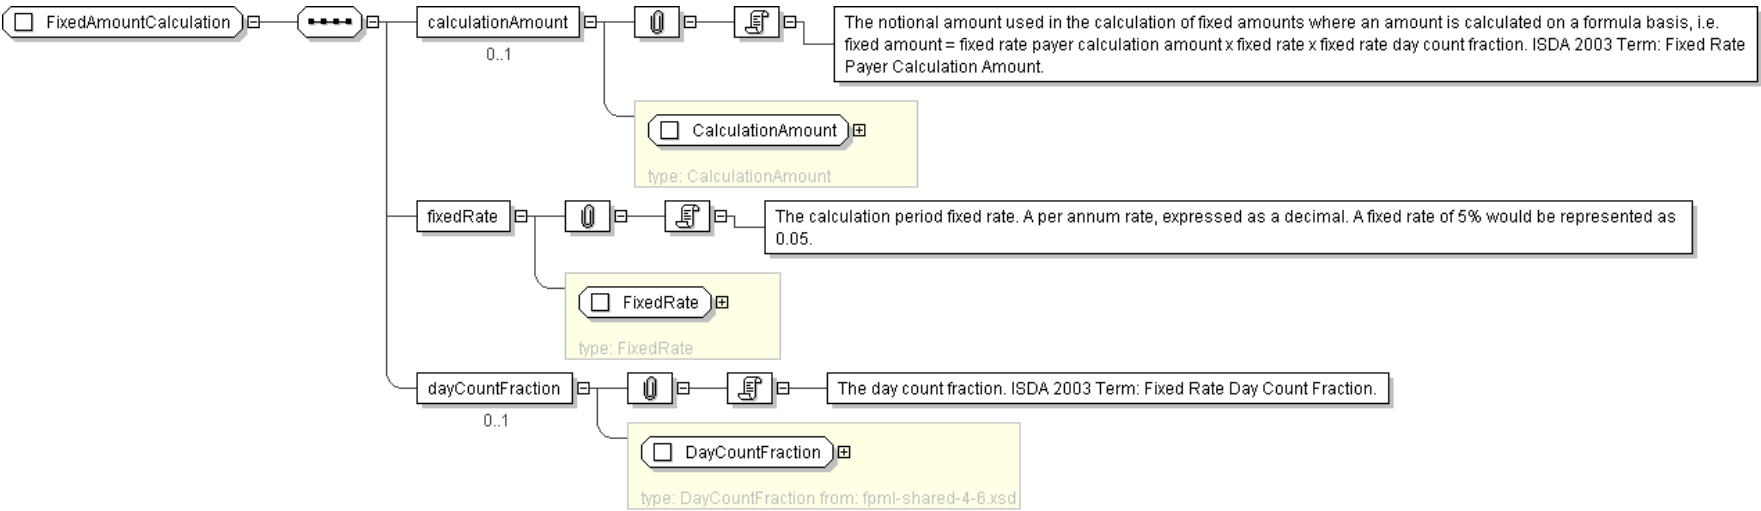 FixedAmountCalculation
calculationAmount
0..1
The notional amount used in the calculation of fixed amounts where an amount is calculated on a formula basis, i.e.
fixed amount = fixed rate payer calculation amount x fixed rate x fixed rate day count fraction. ISDA 2003 Term: Fixed Rate
Payer Calculation Amount.
CalculationAmount
type: CalculationAmount
fixedRate
The calculation period fixed rate. A per annum rate, expressed as a decimal. A fixed rate of 5% would be represented as
0.05.
FixedRate
type: FixedRate
dayCountFraction
0..1
The day count fraction. ISDA 2003 Term: Fixed Rate Day Count Fraction.
DayCountFraction
type: DayCountFraction from: fpml-shared-4-6.xsd